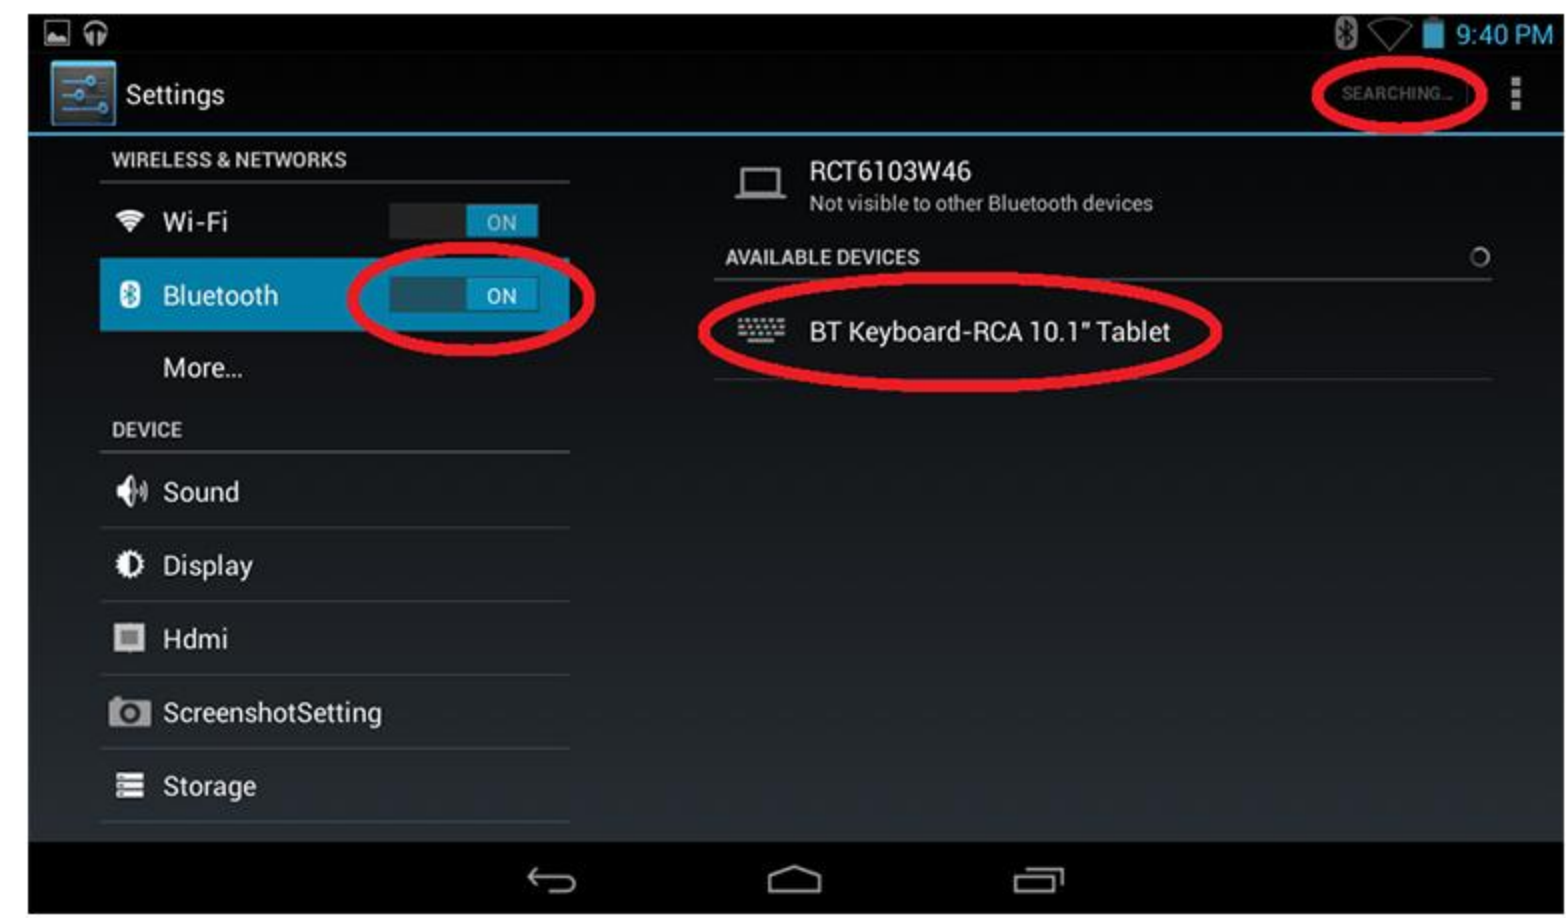 9:40 PM
Settings
SEARCHING...
WIRELESS & NETWORKS
Wi-Fi
ON
Bluetooth
ON
More...
DEVICE
Sound
Display
Hdmi
ScreenshotSetting
Storage
RCT6103W46
Not visible to other Bluetooth devices
AVAILABLE DEVICES
BT Keyboard-RCA 10.1" Tablet